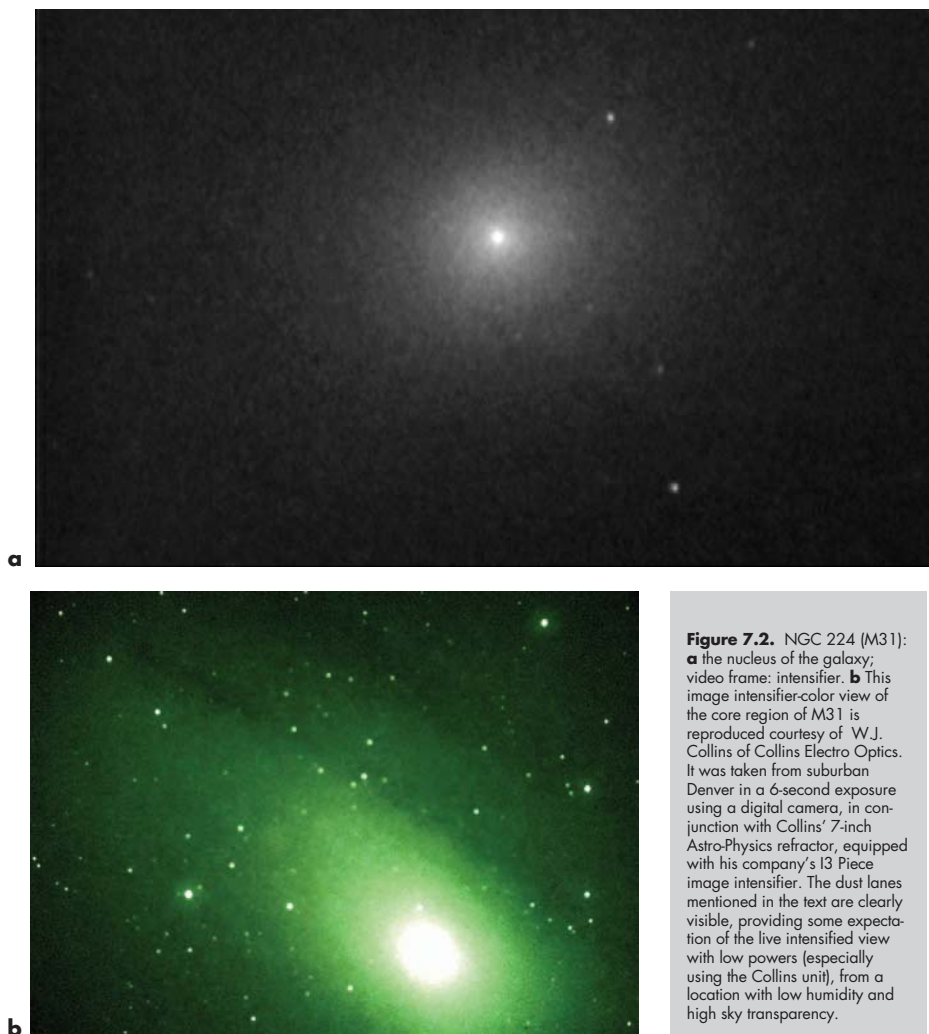 a
b
Figure 7.2. NGC 224 (M31):
a the nucleus of the galaxy;
video frame: intensifier. b This
image intensifier-color view of
the core region of M31 is
reproduced courtesy of W.J.
Collins of Collins Electro Optics.
It was taken from suburban
Denver in a 6-second exposure
using a digital camera, in con-
junction with Collins’ 7-inch
Astro-Physics refractor, equipped
with his company’s I3 Piece
image intensifier. The dust lanes
mentioned in the text are clearly
visible, providing some expecta-
tion of the live intensified view
with low powers (especially
using the Collins unit), from a
location with low humidity and
high sky transparency.